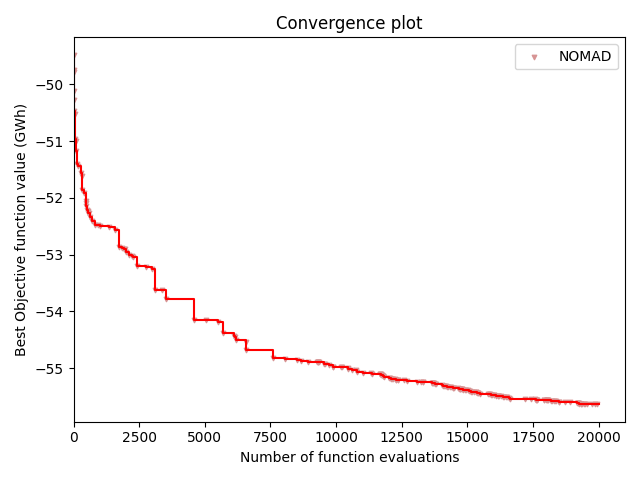 Convergence plot
NOMAD
Best Objective function value (GWh)
−50
−51
−52
−53
−54
−55
0 2500 5000 7500 10000 12500 15000 17500 20000
Number of function evaluations